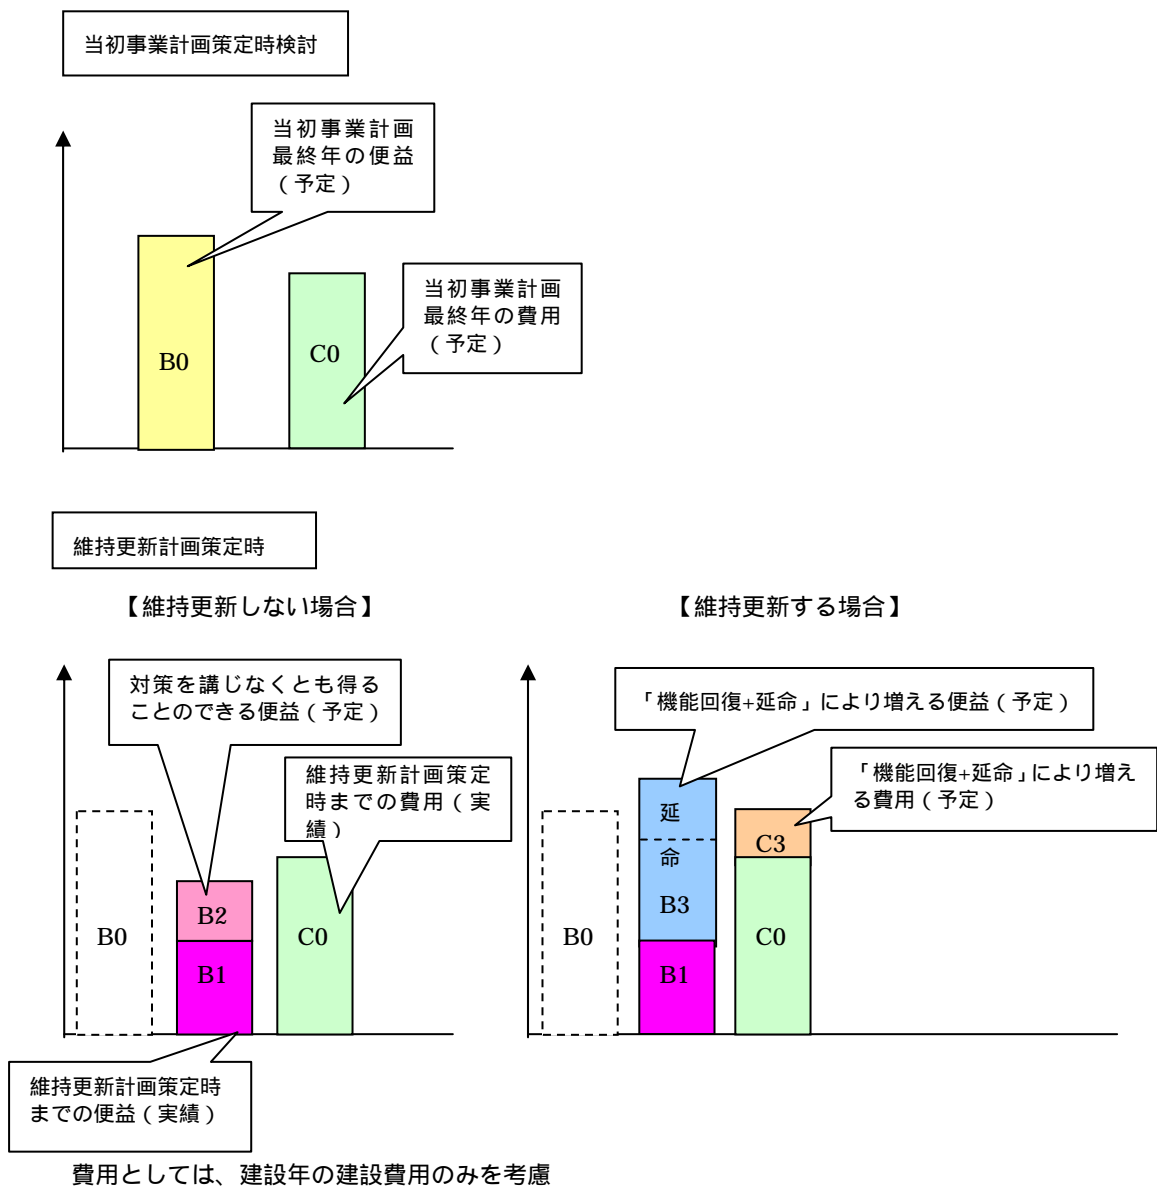 当初事業計画策定時検討
当初事業計画
最終年の便益
（予定）
当初事業計画
最終年の費用
（予定）
B0
C0
維持更新計画策定時
【維持更新しない場合】
【維持更新する場合】
対策を講じなくとも得る
ことのできる便益（予定）
維持更新計画策定
時までの費用（実
績）
B0
B2
B1
C0
維持更新計画策定時
までの便益（実績）
「機能回復+延命」により増える便益（予定）
「機能回復+延命」により増え
る費用（予定）
B0
延
命
B3
B1
C3
C0
費用としては、建設年の建設費用のみを考慮